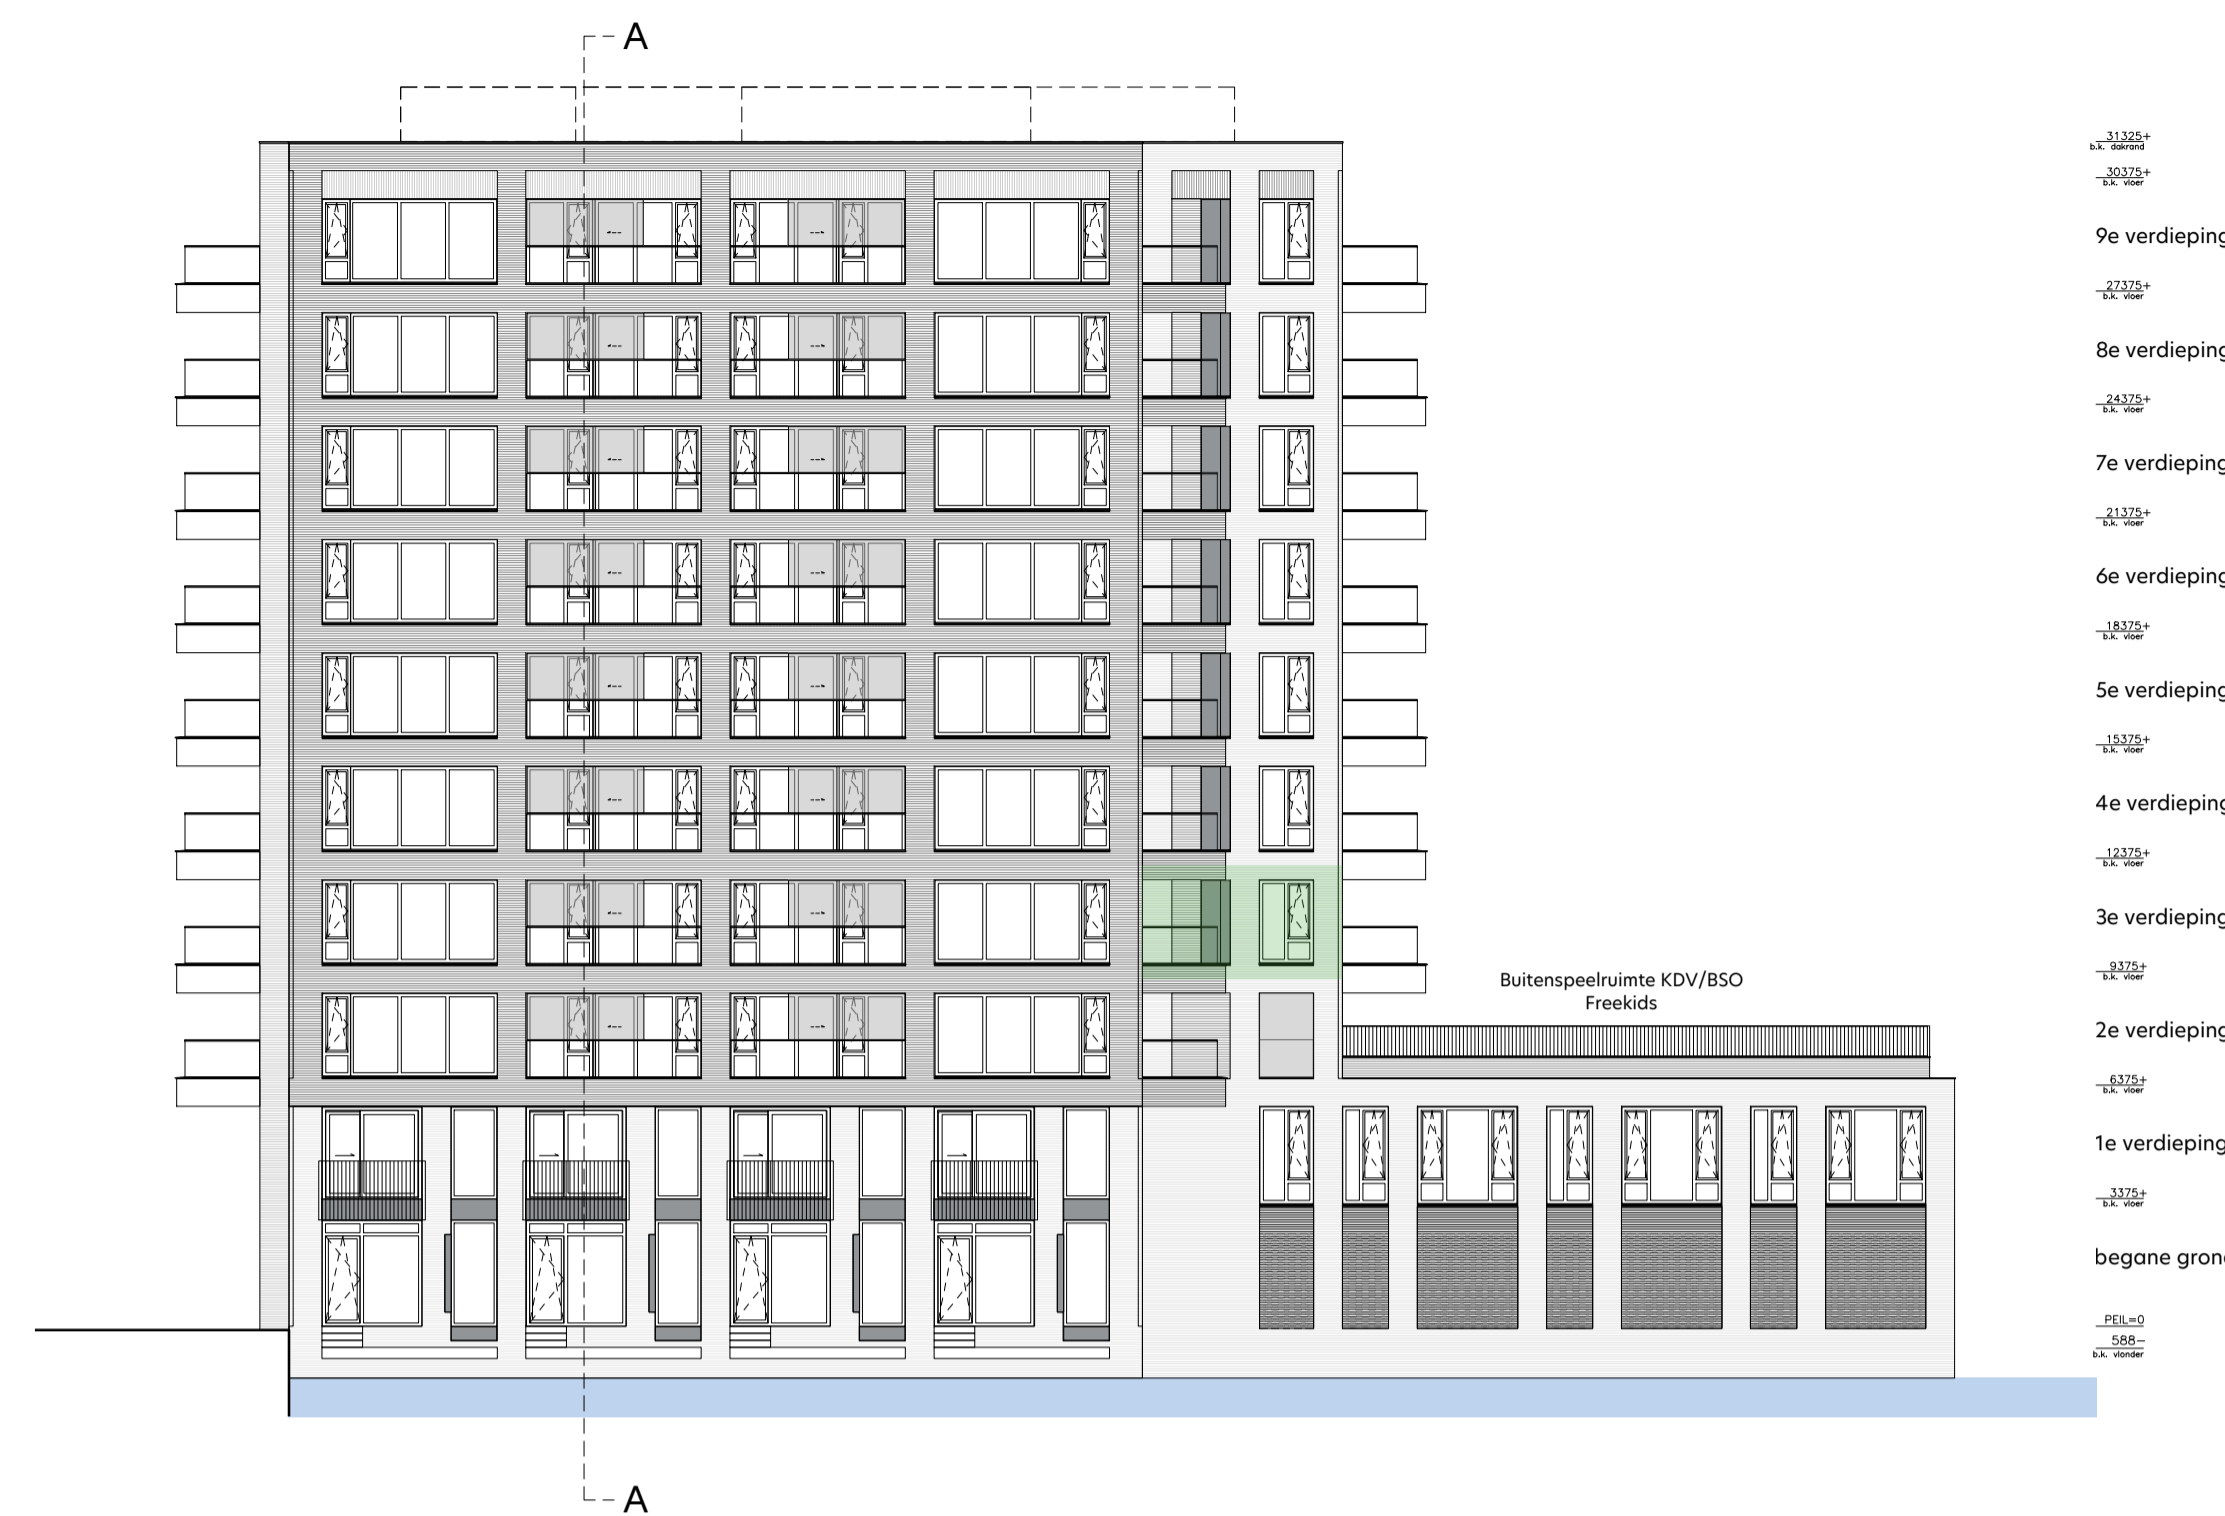 A
31325+
b.k. dakrand
30375+
b.k. vloer
9e verdieping
27375+
b.k. vloer
8e verdieping
24375+
b.k. vloer
7e verdieping
21375+
b.k. vloer
6e verdieping
18375+
b.k. vloer
5e verdieping
15375+
b.k. vloer
4e verdieping
12375+
b.k. vloer
3e verdieping
9375+
b.k. vloer
Buitenspeelruimte KDV/BSO
Freekids
2e verdieping
6375+
b.k. vloer
1e verdieping
3375+
b.k. vloer
begane gron
PEIL=0
588-
b.k. vlonder
A